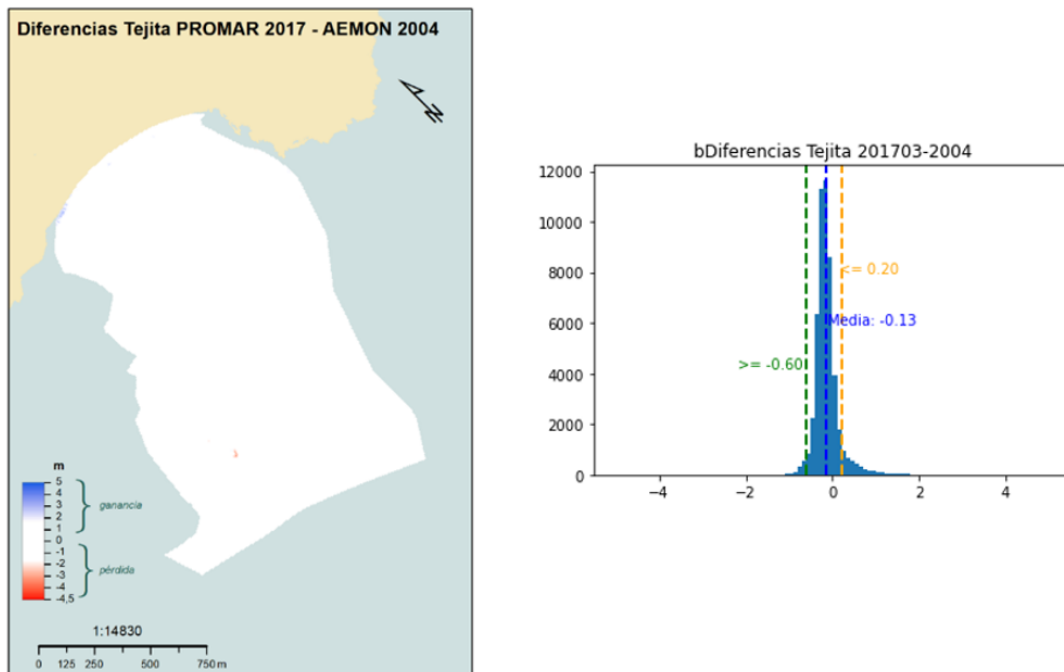 Diferencias Tejita PROMAR 2017 - AEMON 2004
N
m
5
4
3
2
1
0
-1
-2
-3
-4
-4,5
ganancia
pérdida
1:14830
0 125 250 500 750 m
bDiferencias Tejita 201703-2004
12000
10000
8000
6000
4000
2000
0
<= 0.20
Media: -0.13
>= -0.60
−4 −2 0 2 4